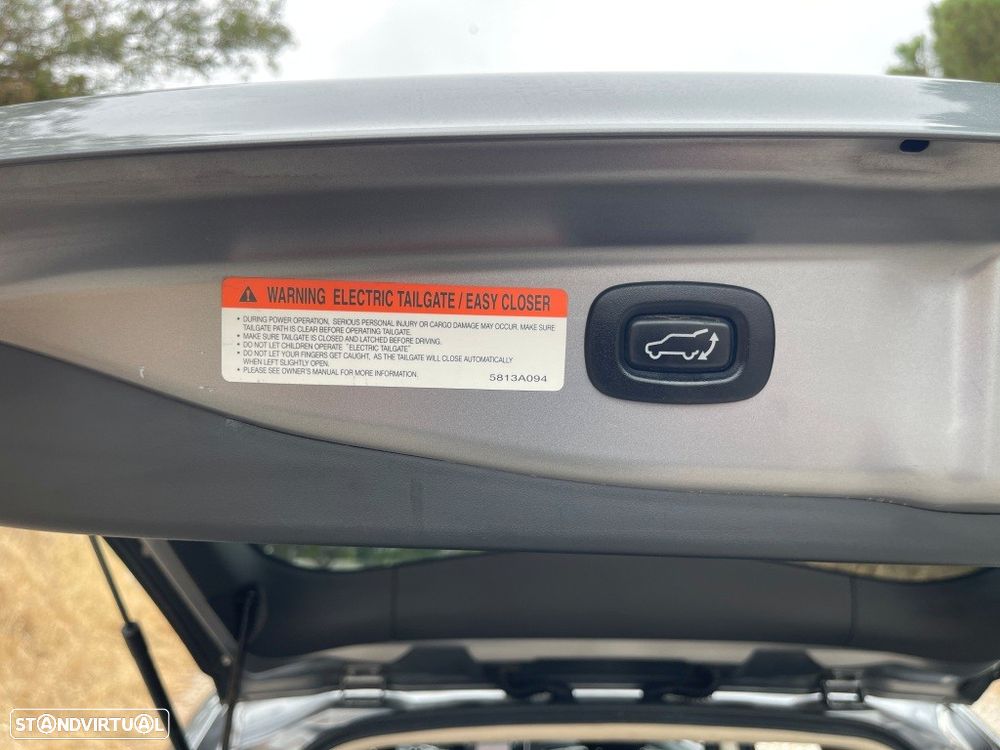 WARNING ELECTRIC TAILGATE / EASY CLOSER
• DURING POWER OPERATION, SERIOUS PERSONAL INJURY OR CARGO DAMAGE MAY OCCUR. MAKE SURE
TAILGATE PATH IS CLEAR BEFORE OPERATING TAILGATE.
• MAKE SURE TAILGATE IS CLOSED AND LATCHED BEFORE DRIVING.
• DO NOT LET CHILDREN OPERATE "ELECTRIC TAILGATE"
• DO NOT LET YOUR FINGERS GET CAUGHT, AS THE TAILGATE WILL CLOSE AUTOMATICALLY
WHEN LEFT SLIGHTLY OPEN.
• PLEASE SEE OWNER'S MANUAL FOR MORE INFORMATION.
5813A094
STANDVIRTUAL